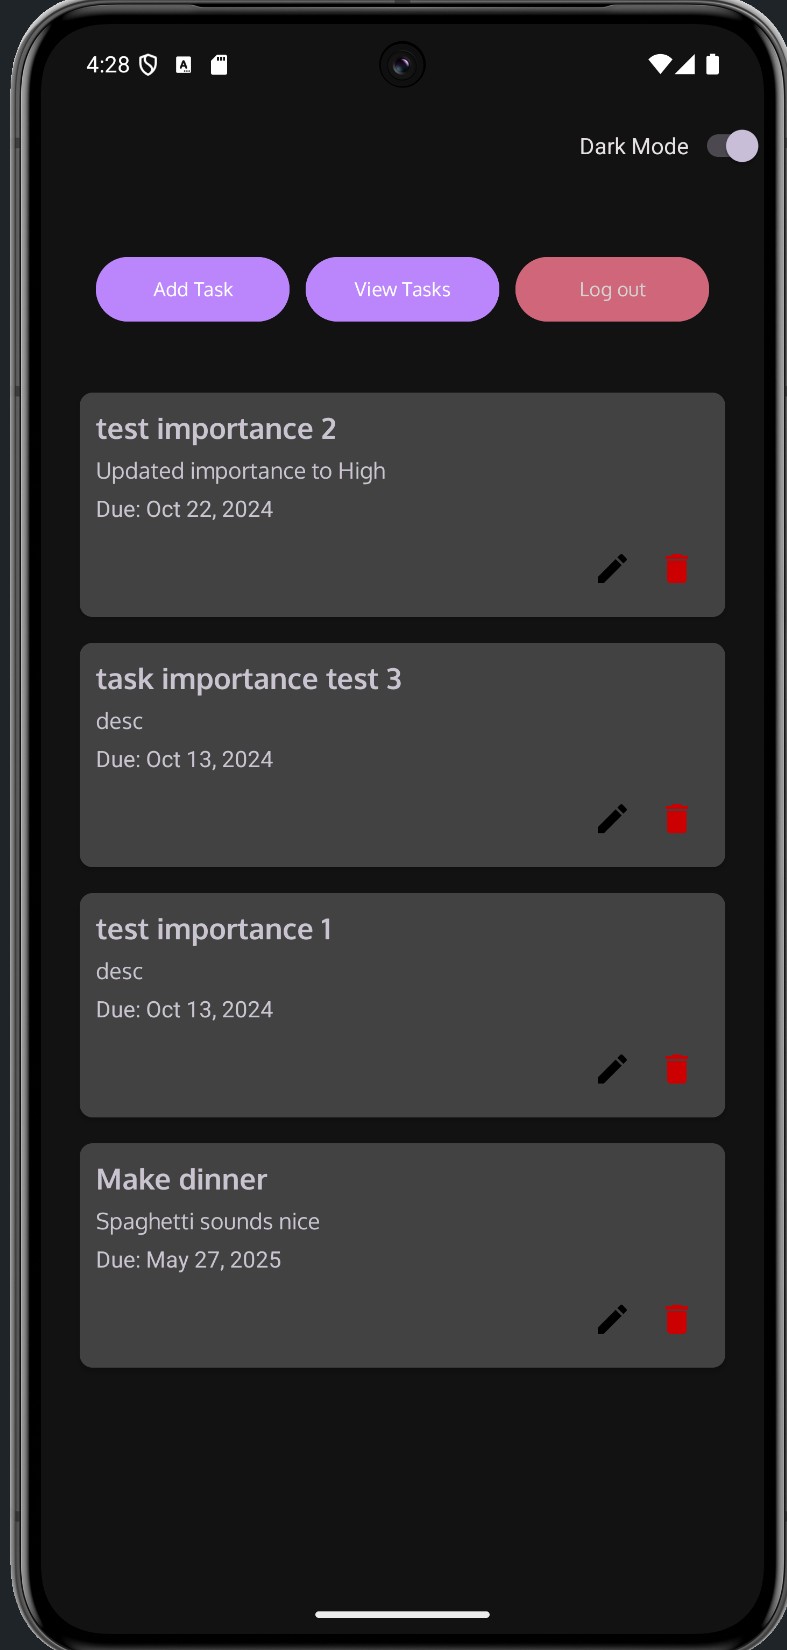 4:28
Dark Mode
Add Task View Tasks Log out
test importance 2
Updated importance to High
Due: Oct 22, 2024
task importance test 3
desc
Due: Oct 13, 2024
test importance 1
desc
Due: Oct 13, 2024
Make dinner
Spaghetti sounds nice
Due: May 27, 2025